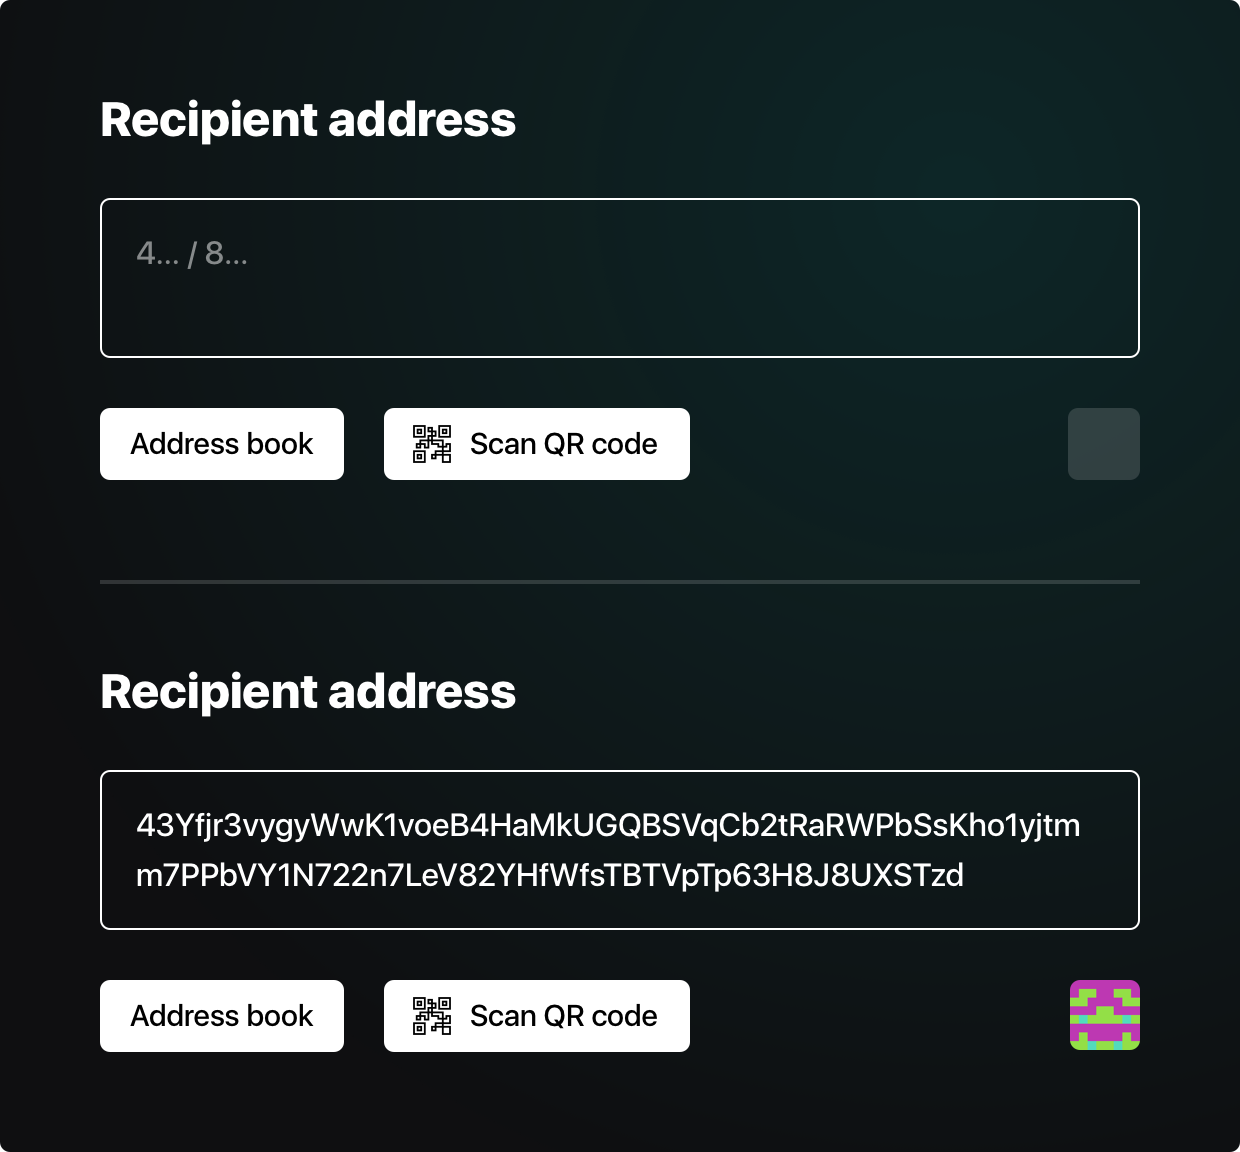 Recipient address
4... / 8...
Address book
Scan QR code
Recipient address
43Yfjr3vygyWwK1voeB4HaMkUGQBSVqCb2tRaRWPbSsKho1yjtm
m7PPbVY1N722n7LeV82YHfWfsTBTVpTp63H8J8UXSTzd
Address book
Scan QR code